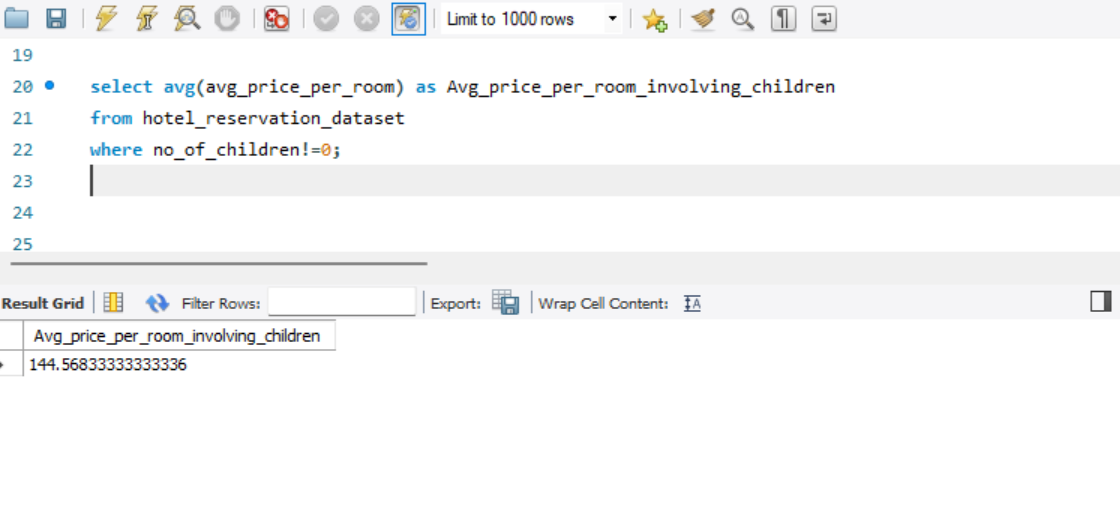 Limit to 1000 rows
19
20 select avg(avg_price_per_room) as Avg_price_per_room_involving_children
21 from hotel_reservation_dataset
22 where no_of_children!=0;
23
24
25
Result Grid Filter Rows: Export: Wrap Cell Content:
Avg_price_per_room_involving_children
144.56833333333336